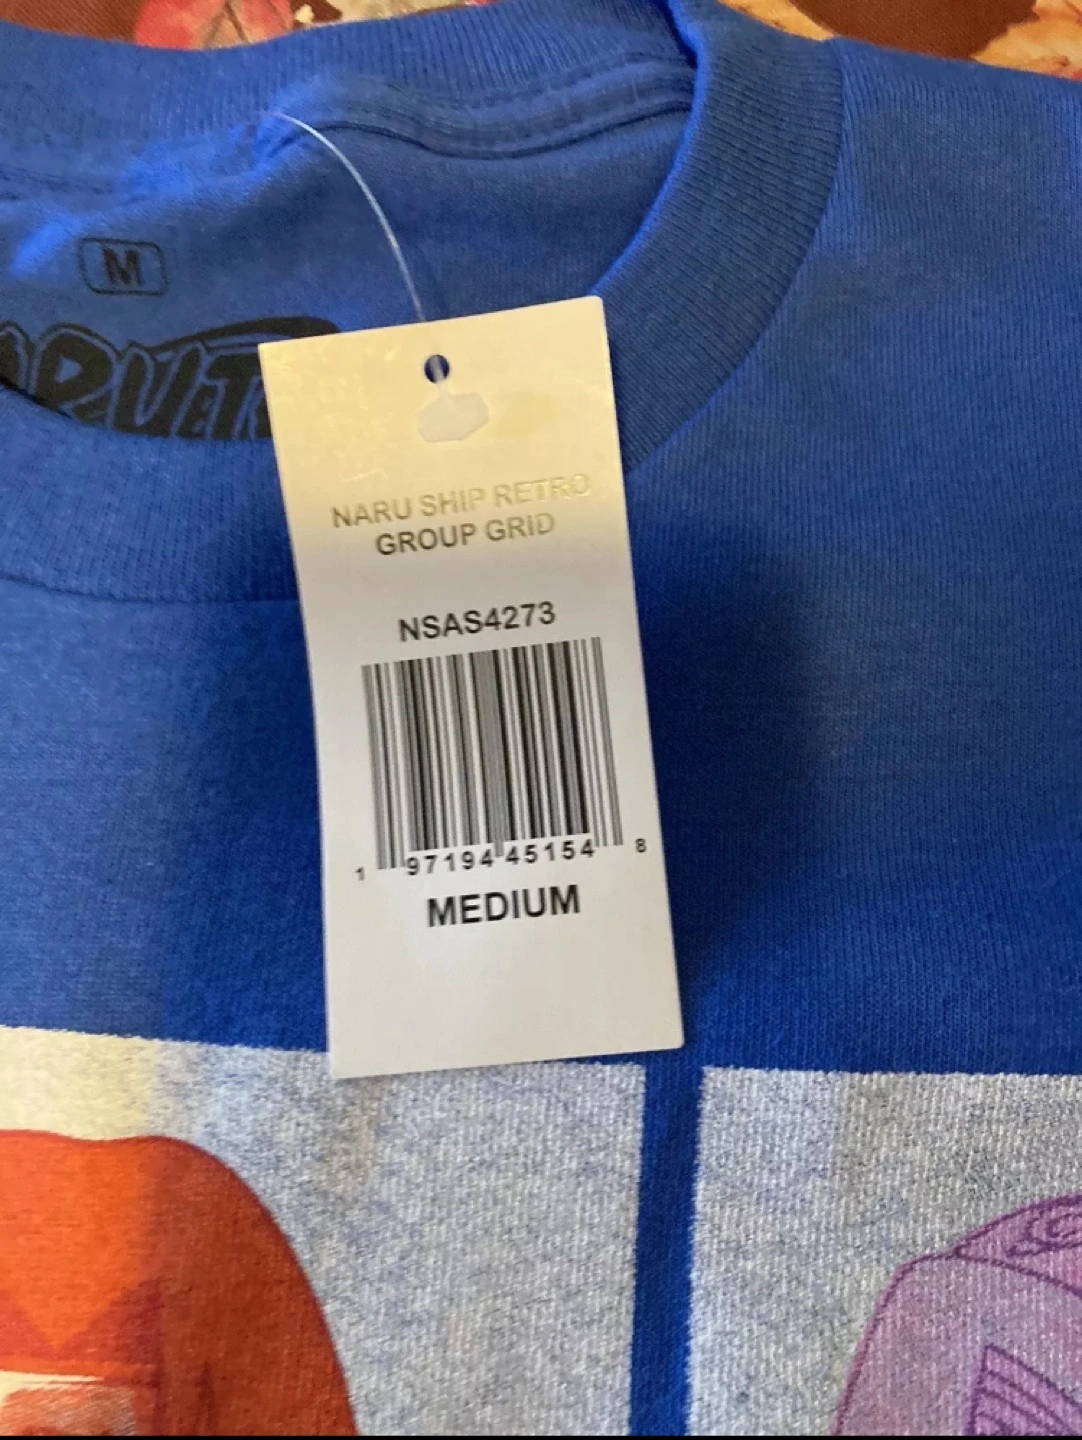 M
NARU SHIP RETRO
GROUP GRID
NSAS4273
1 97194 45154 8
MEDIUM